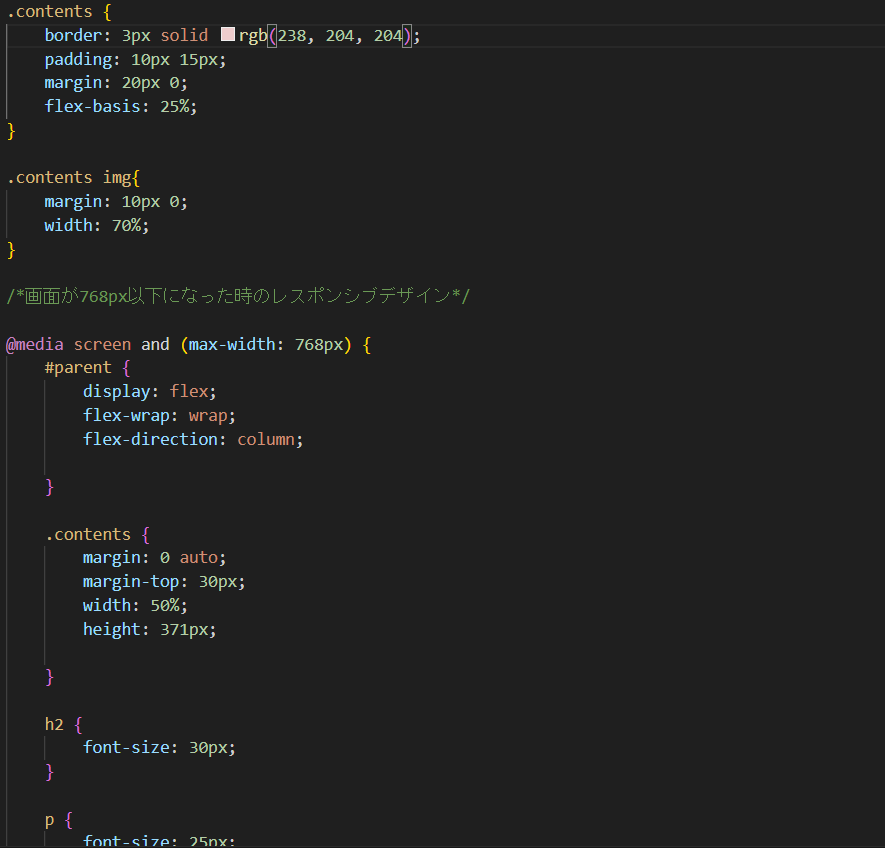 .contents {
border: 3px solid rgb(238, 204, 204);
padding: 10px 15px;
margin: 20px 0;
flex-basis: 25%;
}
.contents img{
margin: 10px 0;
width: 70%;
}
/*画面が768px以下になった時のレスポンシブデザイン*/
@media screen and (max-width: 768px) {
#parent {
display: flex;
flex-wrap: wrap;
flex-direction: column;
}
.contents {
margin: 0 auto;
margin-top: 30px;
width: 50%;
height: 371px;
}
h2 {
font-size: 30px;
}
p {
font-size: 25px;